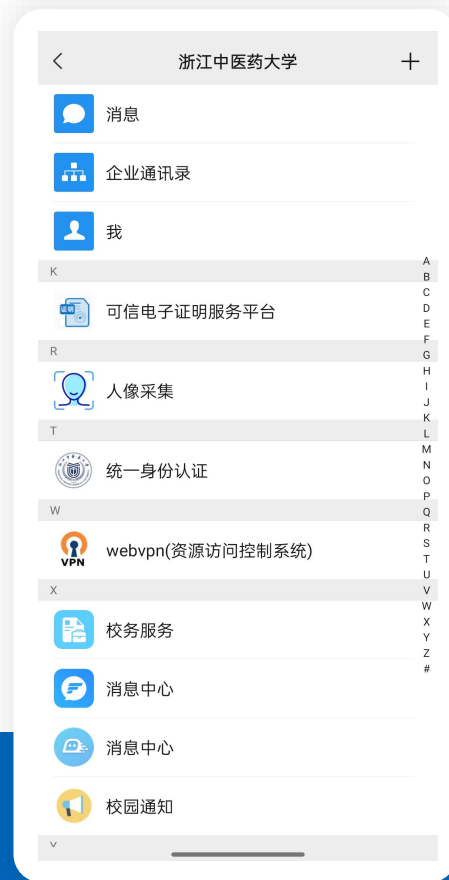 浙江中医药大学
消息
企业通讯录
我
K
证明
可信电子证明服务平台
R
人像采集
T
统一身份认证
W
VPN
webvpn(资源访问控制系统)
X
校务服务
消息中心
消息中心
校园通知
A
B
C
D
E
F
G
H
I
J
K
L
M
N
O
P
Q
R
S
T
U
V
W
X
Y
Z
#